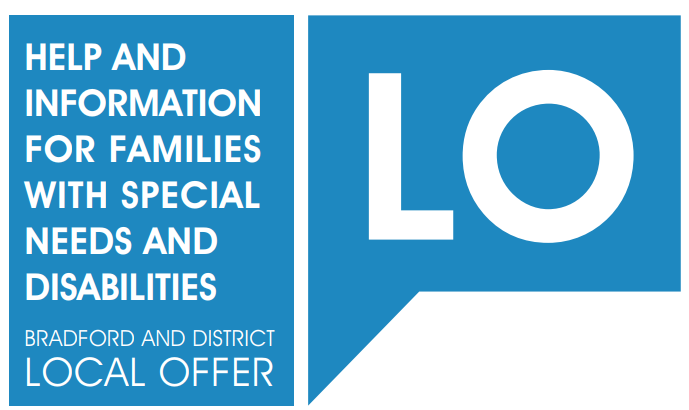 HELP AND
INFORMATION
FOR FAMILIES
WITH SPECIAL
NEEDS AND
DISABILITIES
BRADFORD AND DISTRICT
LOCAL OFFER
LO